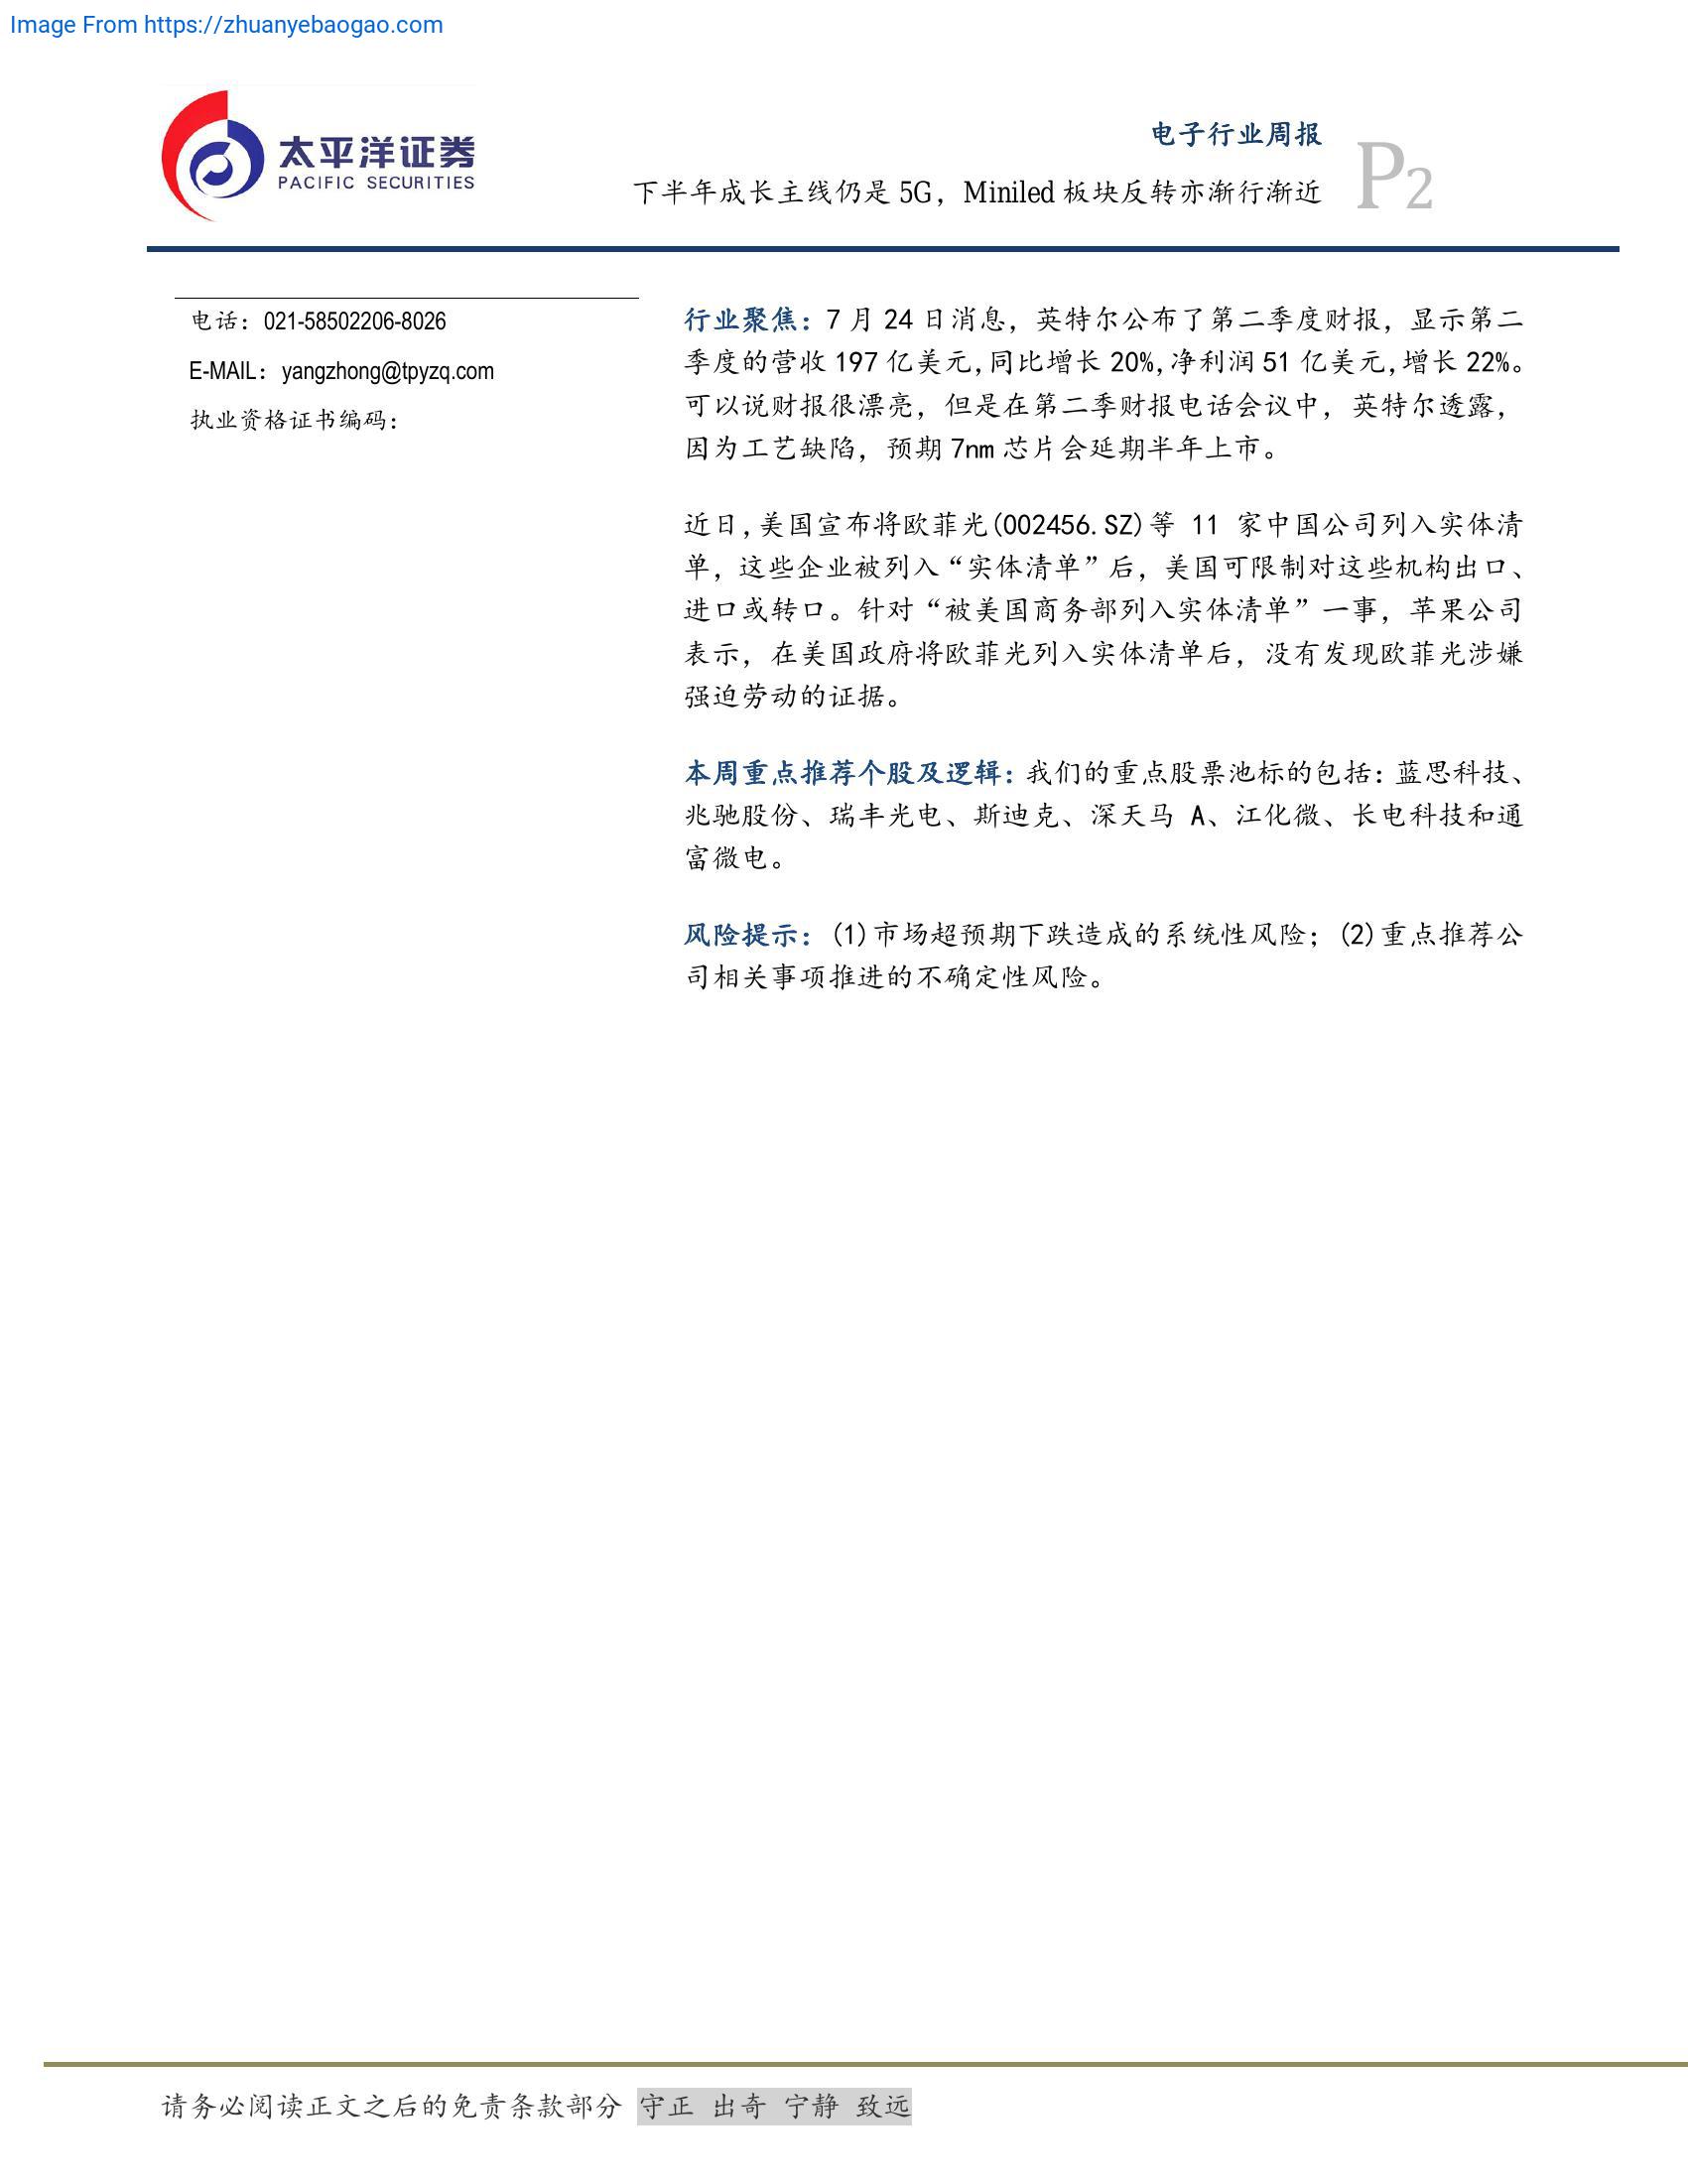 Image From https://zhuanyebaogao.com
太平洋证券
PACIFIC SECURITIES
电子行业周报
下半年成长主线仍是 5G，Miniled 板块反转亦渐行渐近
P2
电话：021-58502206-8026
E-MAIL：yangzhong@tpyzq.com
执业资格证书编码：
行业聚焦：7 月 24 日消息，英特尔公布了第二季度财报，显示第二
季度的营收 197 亿美元,同比增长 20%,净利润 51 亿美元,增长 22%。
可以说财报很漂亮，但是在第二季财报电话会议中，英特尔透露，
因为工艺缺陷，预期 7nm 芯片会延期半年上市。
近日,美国宣布将欧菲光(002456.SZ)等 11 家中国公司列入实体清
单，这些企业被列入“实体清单”后，美国可限制对这些机构出口、
进口或转口。针对“被美国商务部列入实体清单”一事，苹果公司
表示，在美国政府将欧菲光列入实体清单后，没有发现欧菲光涉嫌
强迫劳动的证据。
本周重点推荐个股及逻辑：我们的重点股票池标的包括：蓝思科技、
兆驰股份、瑞丰光电、斯迪克、深天马 A、江化微、长电科技和通
富微电。
风险提示：(1)市场超预期下跌造成的系统性风险；(2)重点推荐公
司相关事项推进的不确定性风险。
请务必阅读正文之后的免责条款部分 守正 出奇 宁静 致远